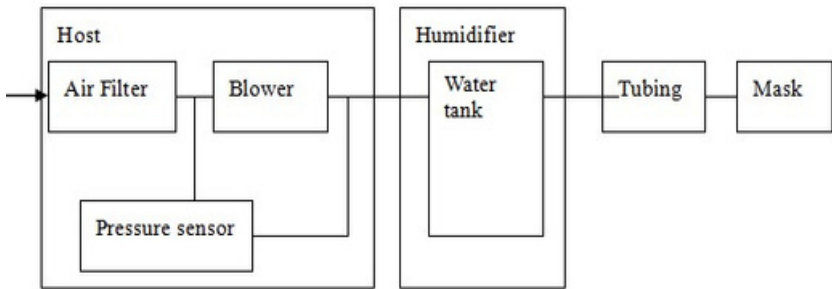 Host
Humidifier
Air Filter
Blower
Water
tank
Tubing
Mask
Pressure sensor